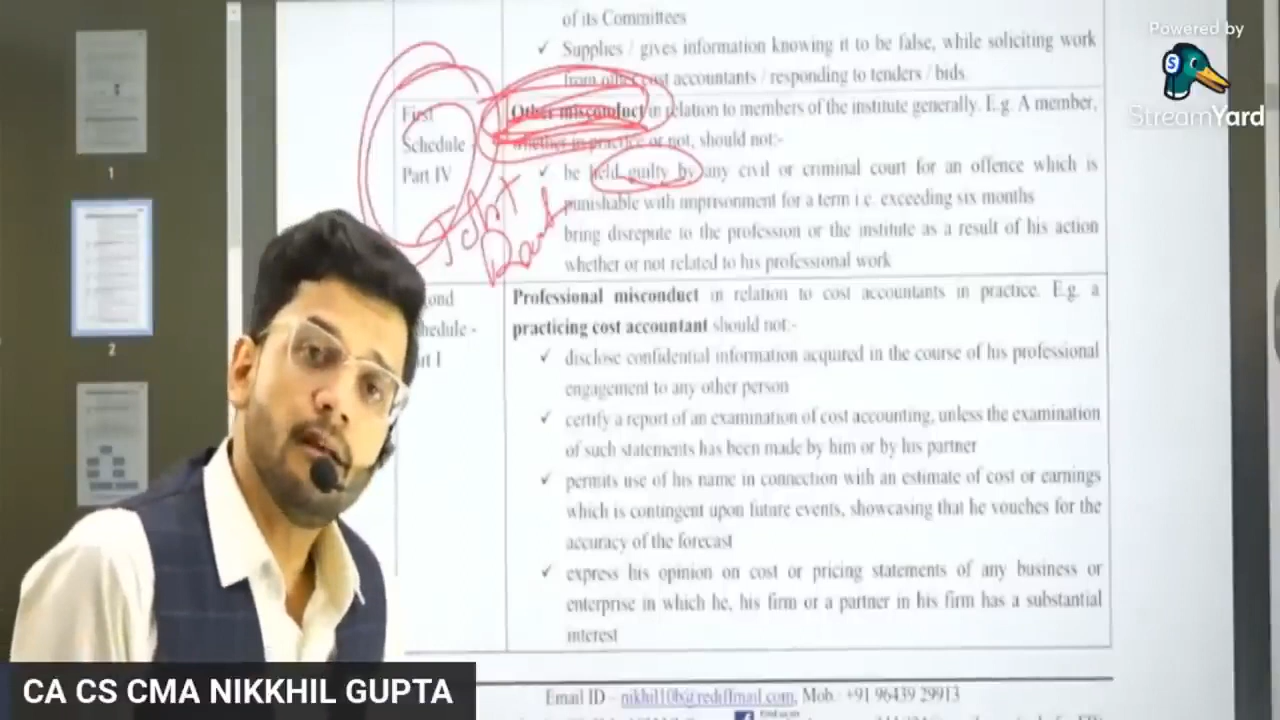 of its Committees
✓ Supplies / gives information knowing it to be false, while soliciting work
from other cost accountants / responding to tenders / bids.
First
Schedule -
Part IV
Other misconduct in relation to members of the institute generally. E.g. A member,
whether in practice or not, should not:-
✓ be held guilty by any civil or criminal court for an offence which is
punishable with imprisonment for a term i.e. exceeding six months
bring disrepute to the profession or the institute as a result of his action
whether or not related to his professional work
Professional misconduct in relation to cost accountants in practice. E.g. a
practicing cost accountant should not:-
✓ disclose confidential information acquired in the course of his professional
engagement to any other person
✓ certify a report of an examination of cost accounting, unless the examination
of such statements has been made by him or by his partner
✓ permits use of his name in connection with an estimate of cost or earnings
which is contingent upon future events, showcasing that he vouches for the
accuracy of the forecast
✓ express his opinion on cost or pricing statements of any business or
enterprise in which he, his firm or a partner in his firm has a substantial
interest
Email ID – nikhil10b@rediffmail.com, Mob. +91 96439 29913
1
2
Powered by
S
StreamYard
CA CS CMA NIKKHIL GUPTA